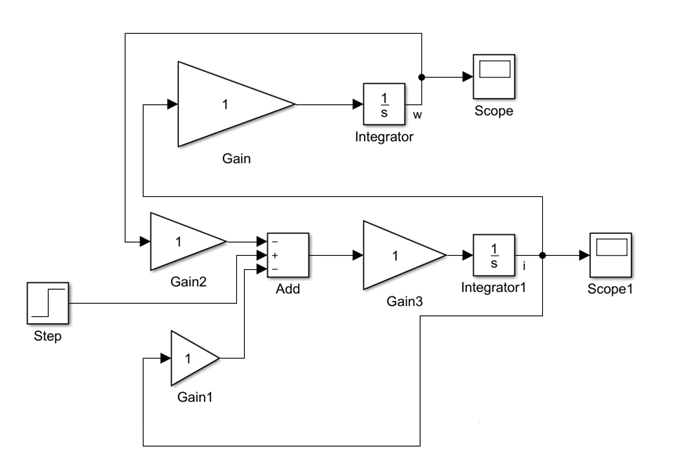 1
1
s
w
Scope
Integrator
Gain
1
−
+
−
1
1
s
i
Gain2
Add
Integrator1
Scope1
Gain3
Step
1
Gain1